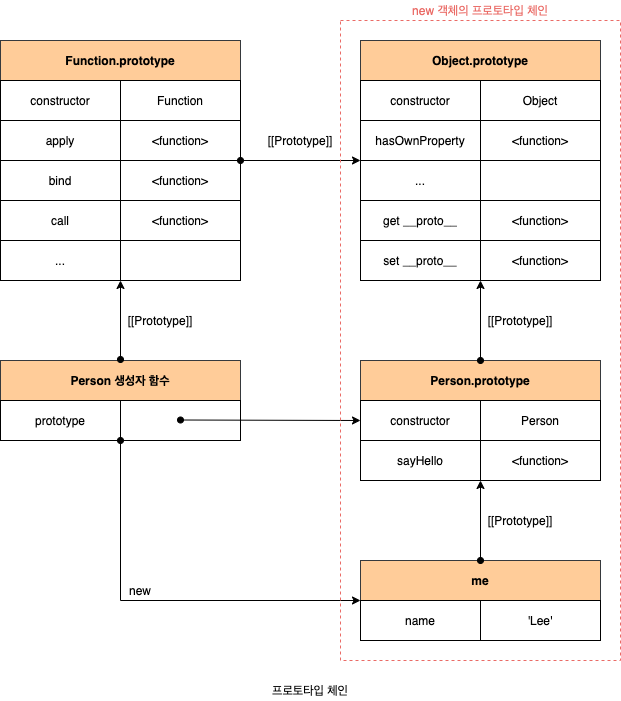 new 객체의 프로토타입 체인
Function.prototype
constructor Function
apply <function>
bind <function>
call <function>
...
[[Prototype]]
Object.prototype
constructor Object
hasOwnProperty <function>
...
get __proto__ <function>
set __proto__ <function>
[[Prototype]]
[[Prototype]]
Person 생성자 함수
prototype
Person.prototype
constructor Person
sayHello <function>
[[Prototype]]
new
me
name 'Lee'
프로토타입 체인